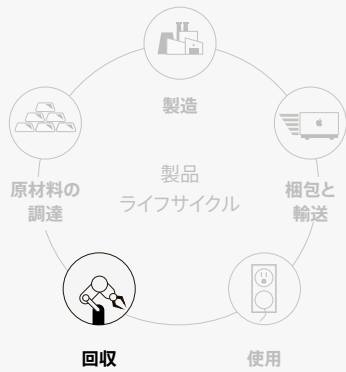 製造
原材料の
調達
製品
ライフサイクル
梱包と
輸送
回収
使用